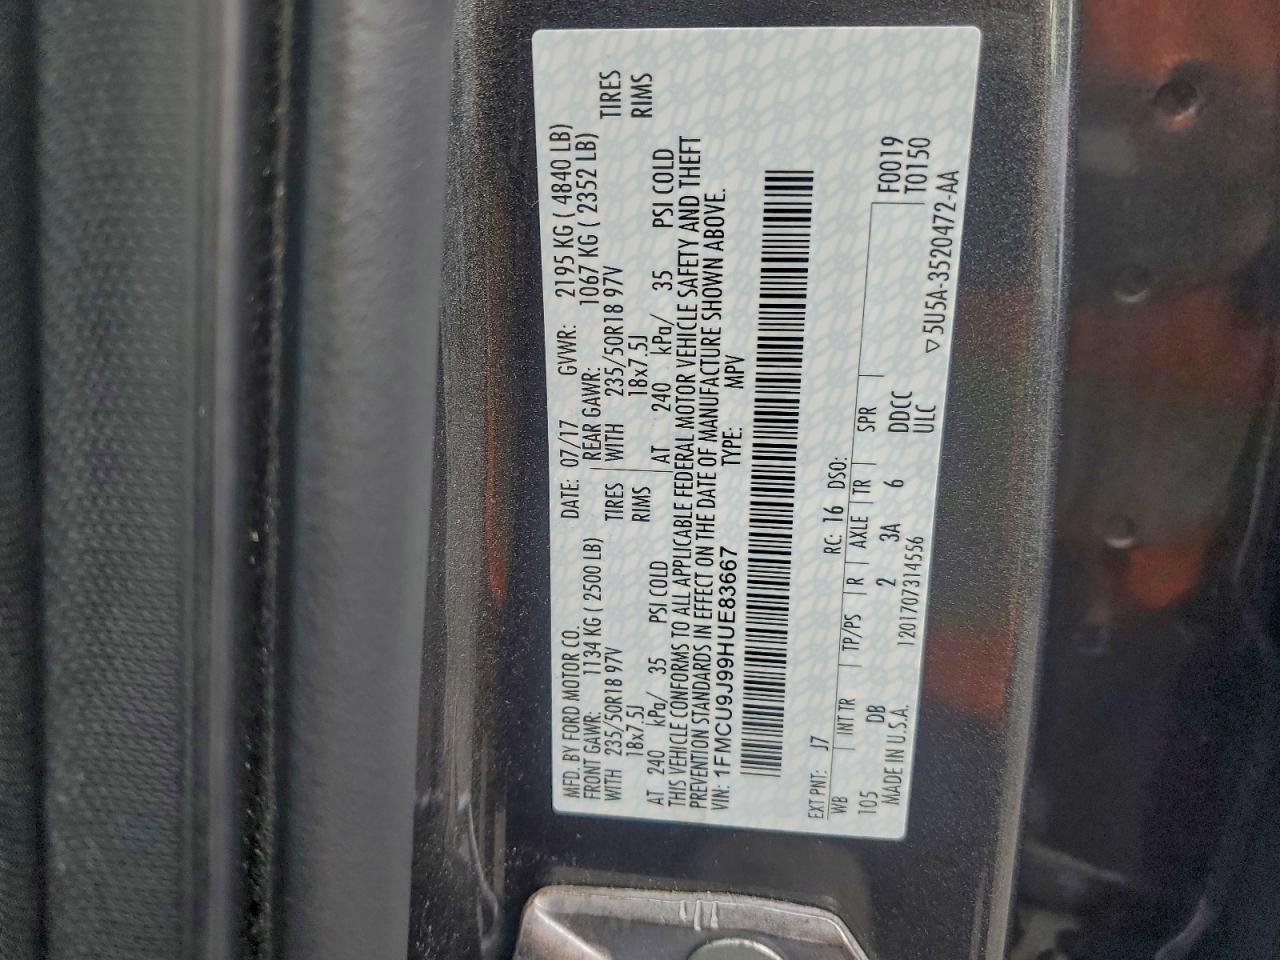 MFD. BY FORD MOTOR CO. DATE: 07/17 GVWR: 2195 KG ( 4840 LB)
FRONT GAWR: 1134 KG ( 2500 LB) REAR GAWR: 1067 KG ( 2352 LB)
WITH 235/50R18 97V TIRES WITH 235/50R18 97V TIRES
18x7.5J RIMS 18x7.5J RIMS
AT 240 kPa/ 35 PSI COLD AT 240 kPa/ 35 PSI COLD
THIS VEHICLE CONFORMS TO ALL APPLICABLE FEDERAL MOTOR VEHICLE SAFETY AND THEFT
PREVENTION STANDARDS IN EFFECT ON THE DATE OF MANUFACTURE SHOWN ABOVE.
VIN: 1FMCU9J99HUE83667 TYPE: MPV
EXT PNT: J7 RC: 16 DSO:
WB INT TR TP/PS R AXLE TR SPR F0019
105 DB 2 3A 6 DDCC T0150
MADE IN U.S.A. 1201707314556 ULC
▽5U5A-3520472-AA